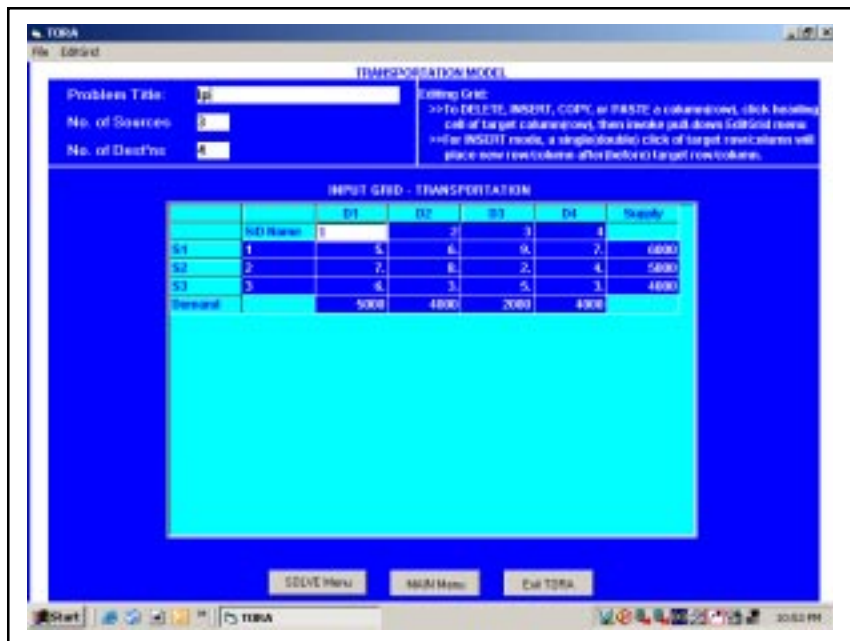 TORA
File EditGrid
TRANSPORTATION MODEL
Problem Title: lp
No. of Sources 3
No. of Dest'ns 4
Editing Grid:
>>To DELETE, INSERT, COPY, or PASTE a column(row), click heading
cell of target column(row), then invoke pull down EditGrid menu
>>For INSERT mode, a single(double) click of target row/column will
place new row/column after(before) target row/column.
INPUT GRID - TRANSPORTATION
D1 D2 D3 D4 Supply
S/D Name 1 2 3 4
S1 1 5. 6. 9. 7. 6000
S2 2 7. 8. 2. 4. 5000
S3 3 6. 3. 5. 3. 4000
Demand 5000 4000 2000 4000
SOLVE Menu MAIN Menu Exit TORA
Start TORA 10:53 PM